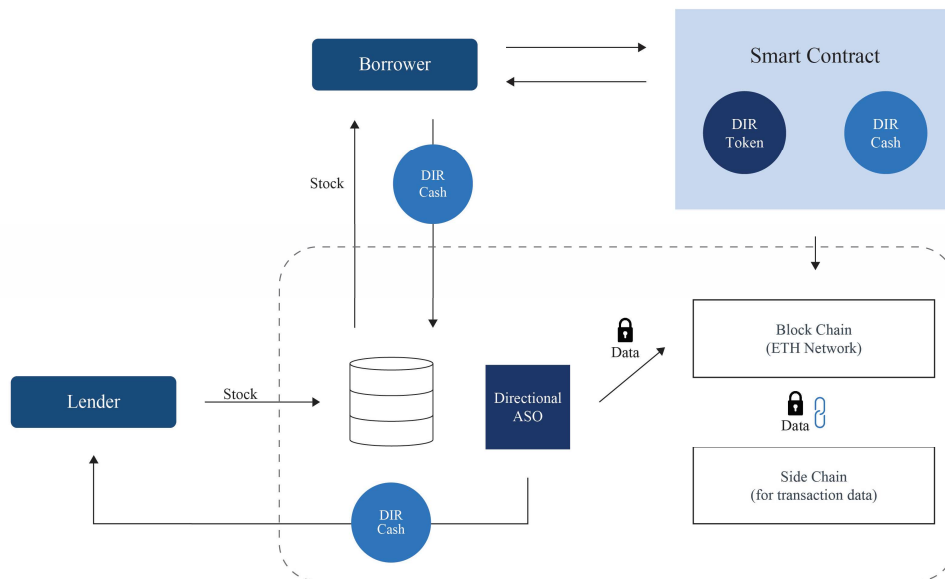 Borrower
Smart Contract
DIR
Token
DIR
Cash
Stock
DIR
Cash
Data
Block Chain
(ETH Network)
Lender
Stock
Directional
ASO
Data
Side Chain
(for transaction data)
DIR
Cash